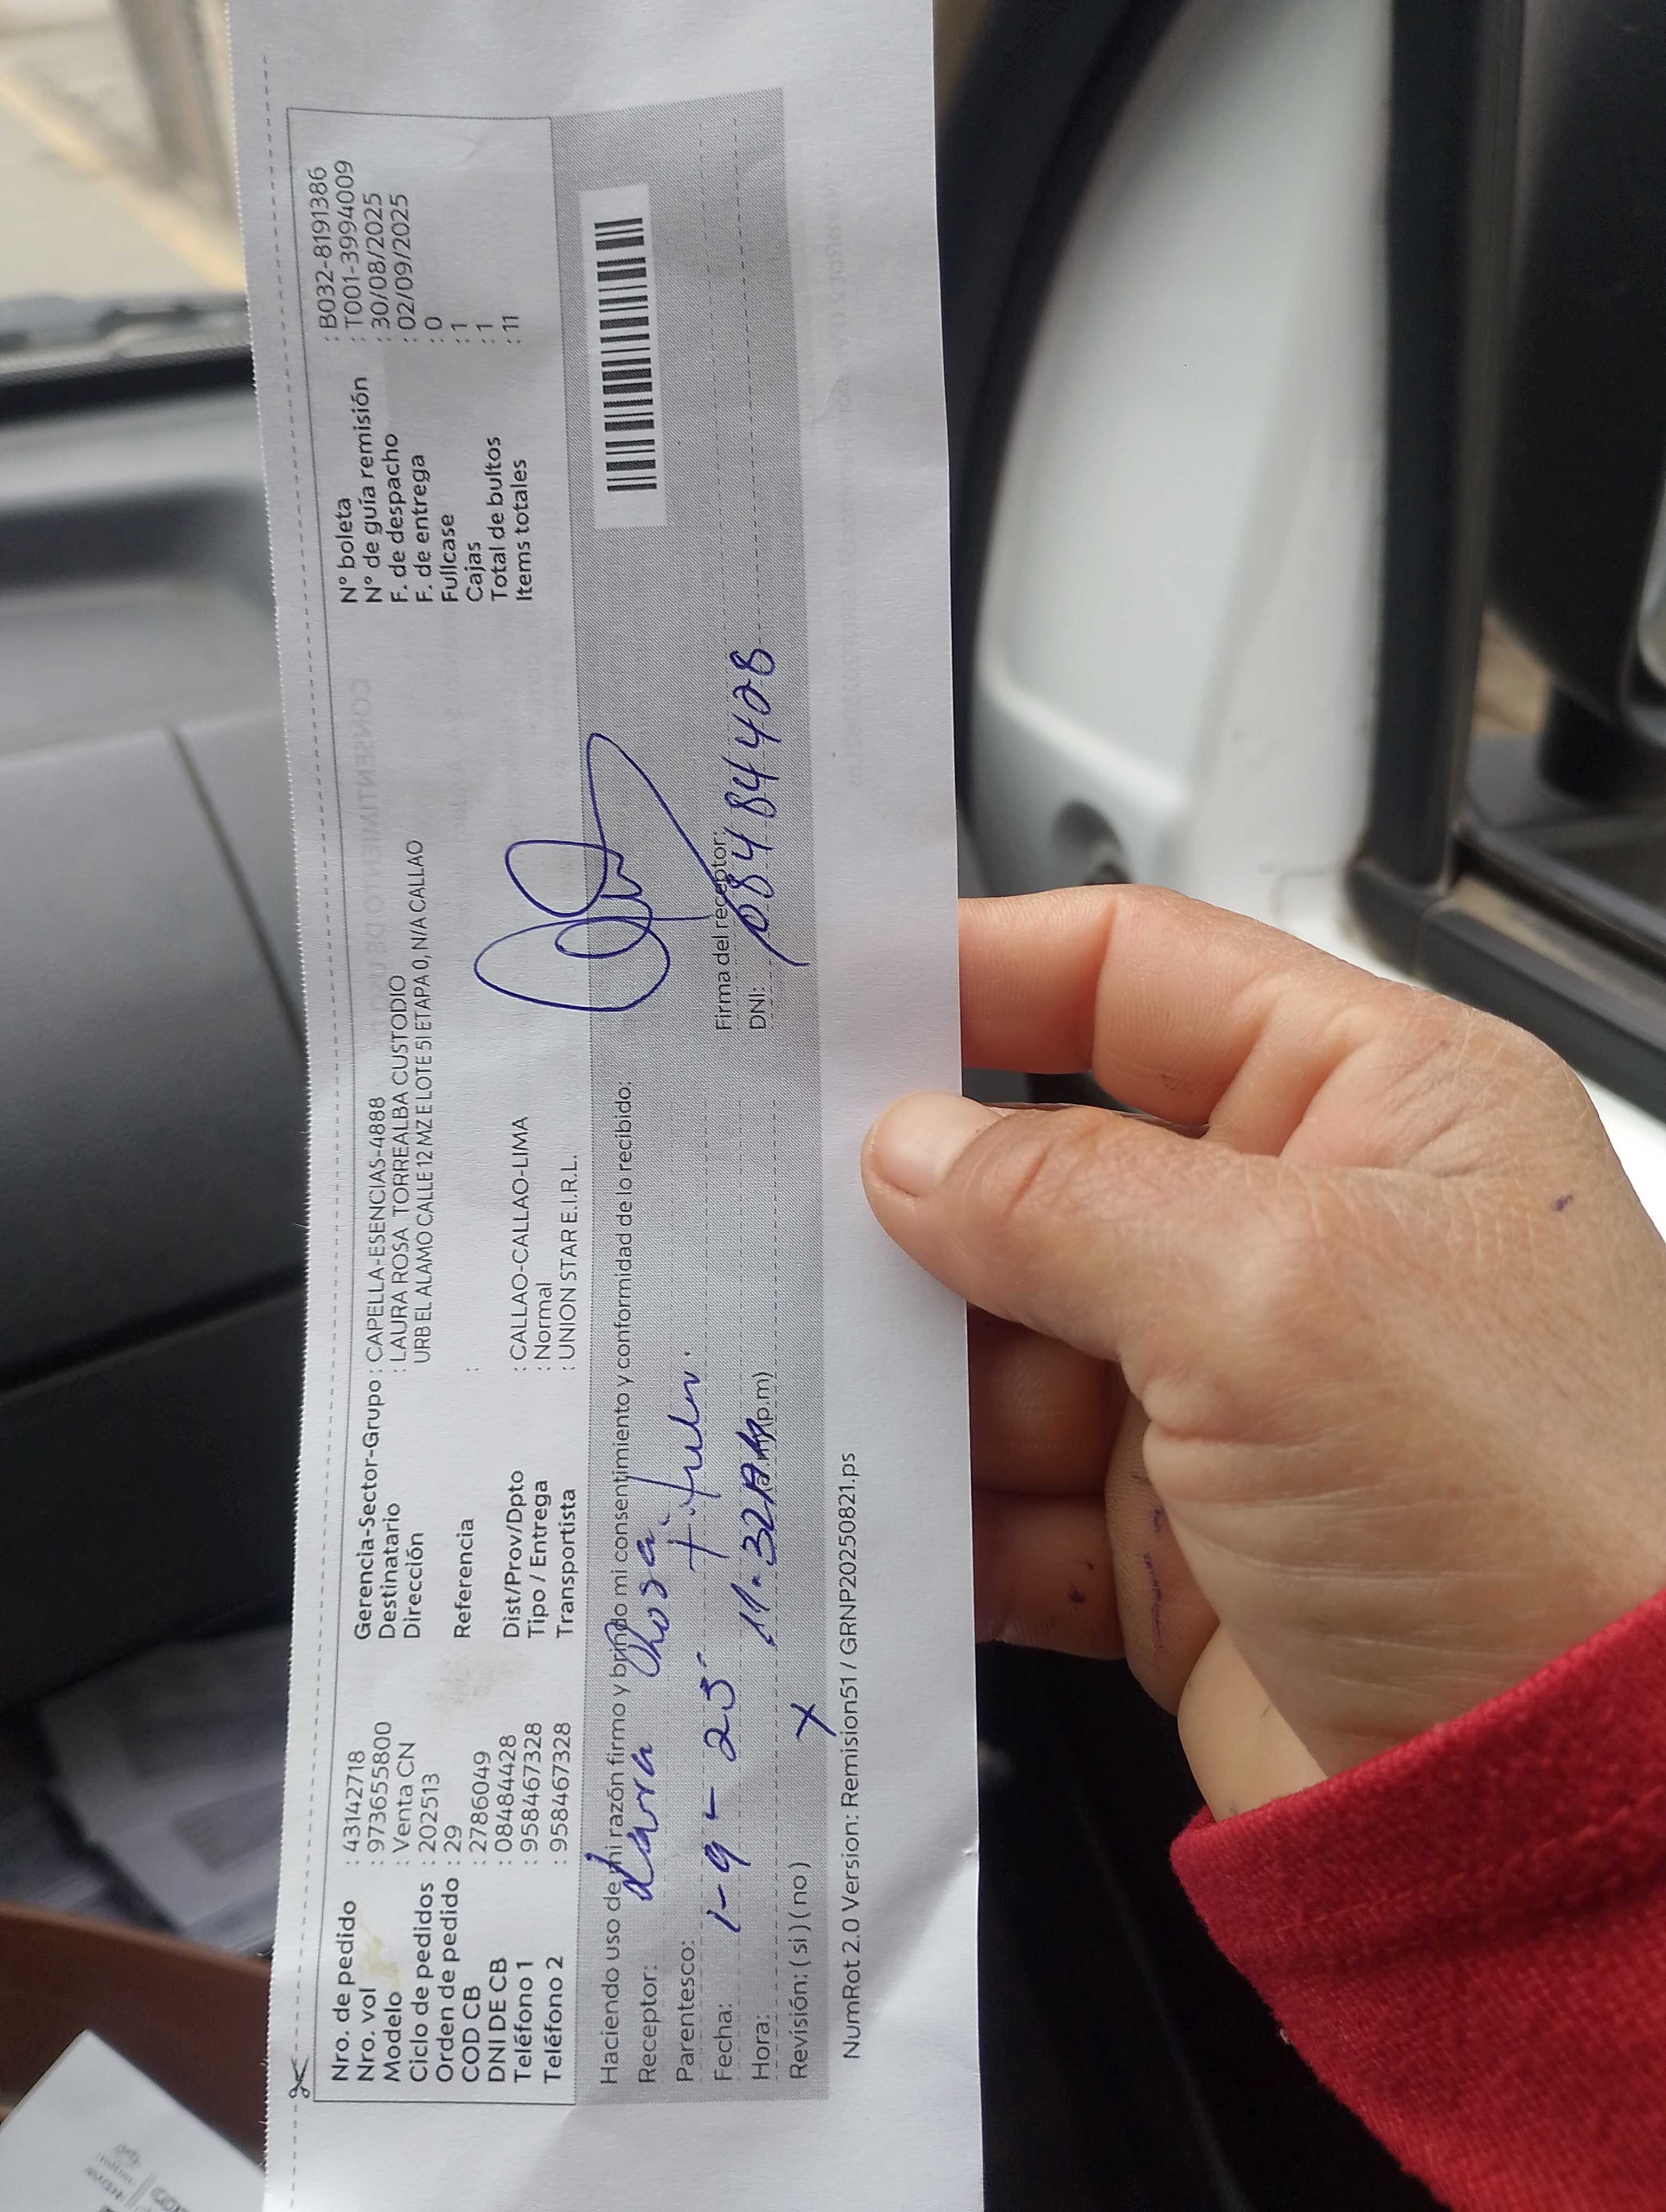 Nro. de pedido : 43142718
Nro. vol : 973655800
Modelo : Venta CN
Ciclo de pedidos : 202513
Orden de pedido : 29
COD CB : 2786049
DNI DE CB : 08484428
Teléfono 1 : 958467328
Teléfono 2 : 958467328
Gerencia-Sector-Grupo : CAPELLA-ESENCIAS-4888
Destinatario : LAURA ROSA TORREALBA CUSTODIO
Dirección URB EL ALAMO CALLE 12 MZ E LOTE 51 ETAPA 0, N/A CALLAO
Referencia :
Dist/Prov/Dpto : CALLAO-CALLAO-LIMA
Tipo / Entrega : Normal
Transportista : UNION STAR E.I.R.L.
N° boleta : B032-8191386
N° de guía remisión : T001-3994009
F. de despacho : 30/08/2025
F. de entrega : 02/09/2025
Fullcase : 0
Cajas : 1
Total de bultos : 1
Items totales : 11
Haciendo uso de mi razón firmo y brindo mi consentimiento y conformidad de lo recibido:
Receptor: Laura Rosa
Parentesco: titular.
Fecha: 1-9-25
Hora: 11:32 (p.m)
Revisión: ( si ) ( no ) X
Firma del receptor:
DNI: 08484428
NumRot 2.0 Version: Remision51 / GRNP20250821.ps